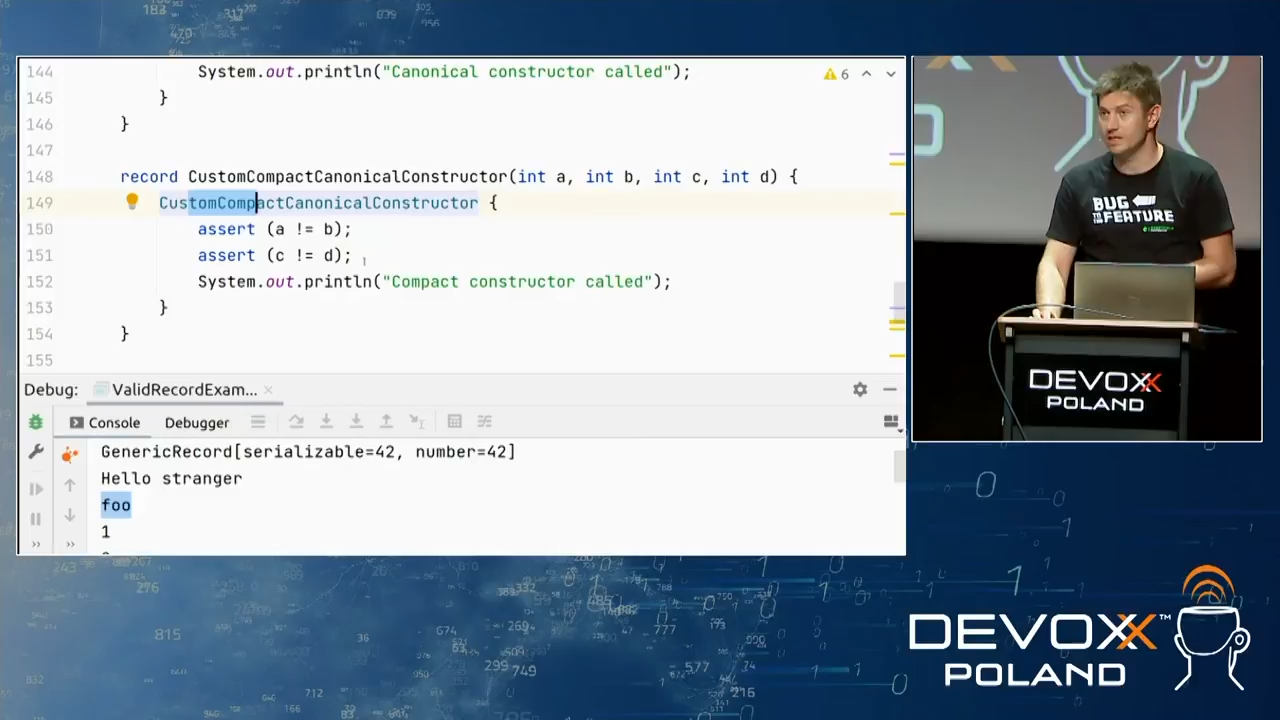 144 System.out.println("Canonical constructor called");
6
145 }
146 }
147
148 record CustomCompactCanonicalConstructor(int a, int b, int c, int d) {
149 CustomCompactCanonicalConstructor {
150 assert (a != b);
151 assert (c != d);
152 System.out.println("Compact constructor called");
153 }
154 }
155
Debug: ValidRecordExam...
Console Debugger
GenericRecord[serializable=42, number=42]
Hello stranger
foo
1
BUG
TO THE FEATURE
DEVOXX
POLAND
DEVOXX™
POLAND